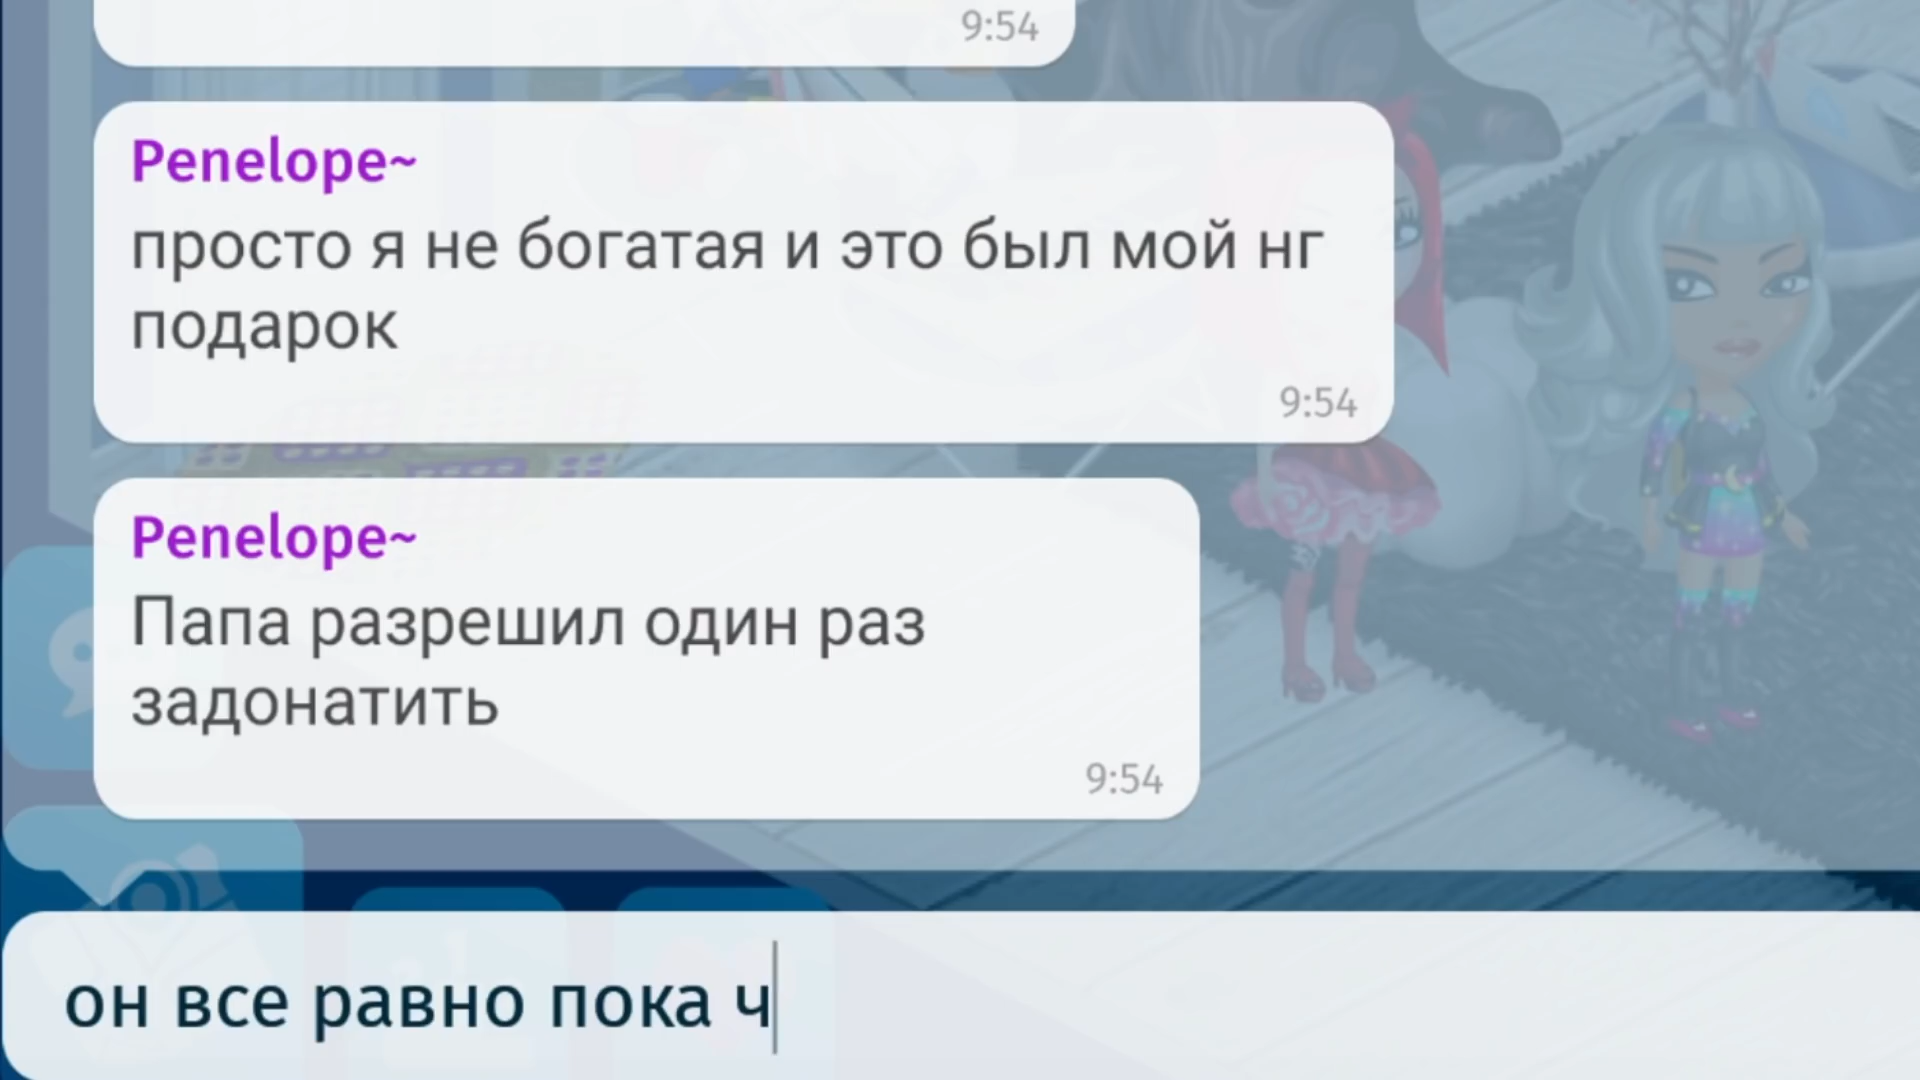 9:54
Penelope~
просто я не богатая и это был мой нг
подарок
9:54
Penelope~
Папа разрешил один раз
задонатить
9:54
он все равно пока ч